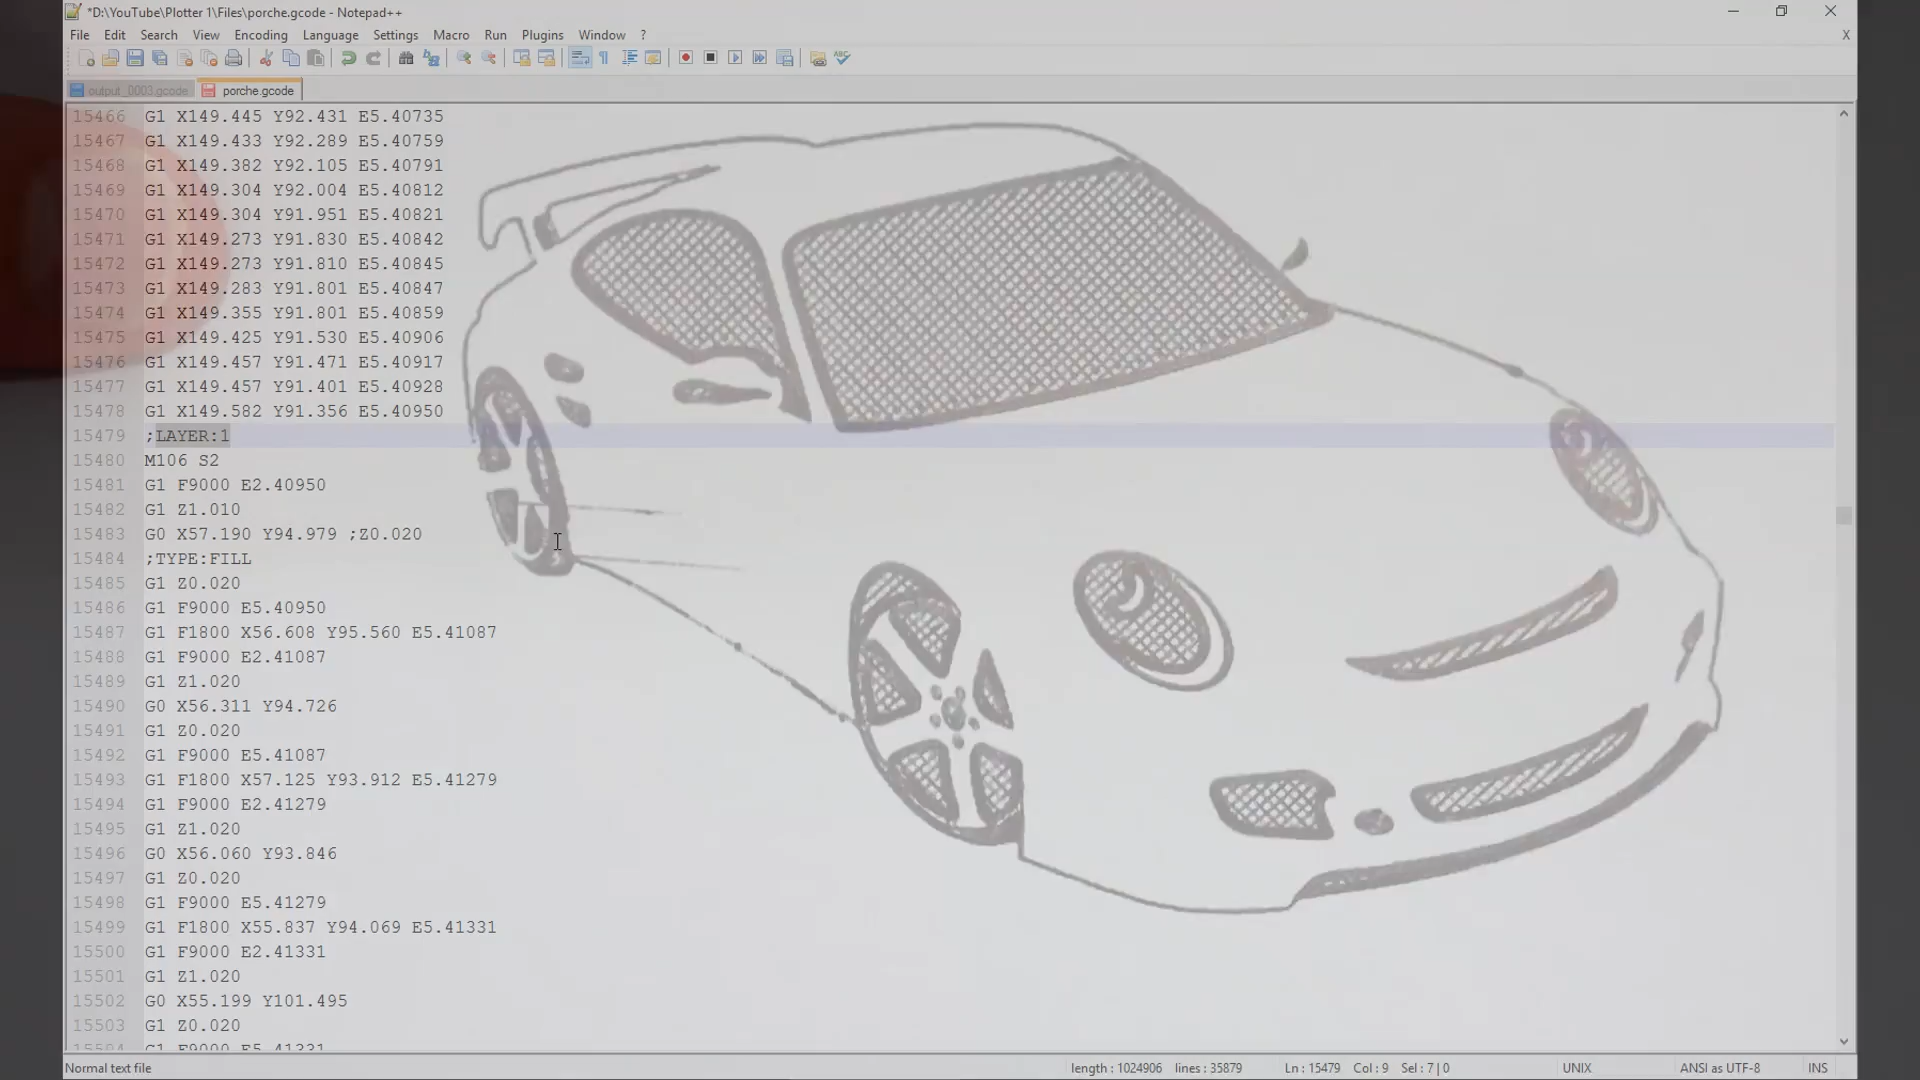 *D:\YouTube\Plotter 1\Files\porche.gcode - Notepad++
File Edit Search View Encoding Language Settings Macro Run Plugins Window ? X
output_0003.gcode porche.gcode
15466 G1 X149.445 Y92.431 E5.40735
15467 G1 X149.433 Y92.289 E5.40759
15468 G1 X149.382 Y92.105 E5.40791
15469 G1 X149.304 Y92.004 E5.40812
15470 G1 X149.304 Y91.951 E5.40821
15471 G1 X149.273 Y91.830 E5.40842
15472 G1 X149.273 Y91.810 E5.40845
15473 G1 X149.283 Y91.801 E5.40847
15474 G1 X149.355 Y91.801 E5.40859
15475 G1 X149.425 Y91.530 E5.40906
15476 G1 X149.457 Y91.471 E5.40917
15477 G1 X149.457 Y91.401 E5.40928
15478 G1 X149.582 Y91.356 E5.40950
15479 ;LAYER:1
15480 M106 S2
15481 G1 F9000 E2.40950
15482 G1 Z1.010
15483 G0 X57.190 Y94.979 ;Z0.020
15484 ;TYPE:FILL
15485 G1 Z0.020
15486 G1 F9000 E5.40950
15487 G1 F1800 X56.608 Y95.560 E5.41087
15488 G1 F9000 E2.41087
15489 G1 Z1.020
15490 G0 X56.311 Y94.726
15491 G1 Z0.020
15492 G1 F9000 E5.41087
15493 G1 F1800 X57.125 Y93.912 E5.41279
15494 G1 F9000 E2.41279
15495 G1 Z1.020
15496 G0 X56.060 Y93.846
15497 G1 Z0.020
15498 G1 F9000 E5.41279
15499 G1 F1800 X55.837 Y94.069 E5.41331
15500 G1 F9000 E2.41331
15501 G1 Z1.020
15502 G0 X55.199 Y101.495
15503 G1 Z0.020
15504 G1 F9000 E5.41331
Normal text file length : 1024906 lines : 35879 Ln : 15479 Col : 9 Sel : 7 | 0 UNIX ANSI as UTF-8 INS